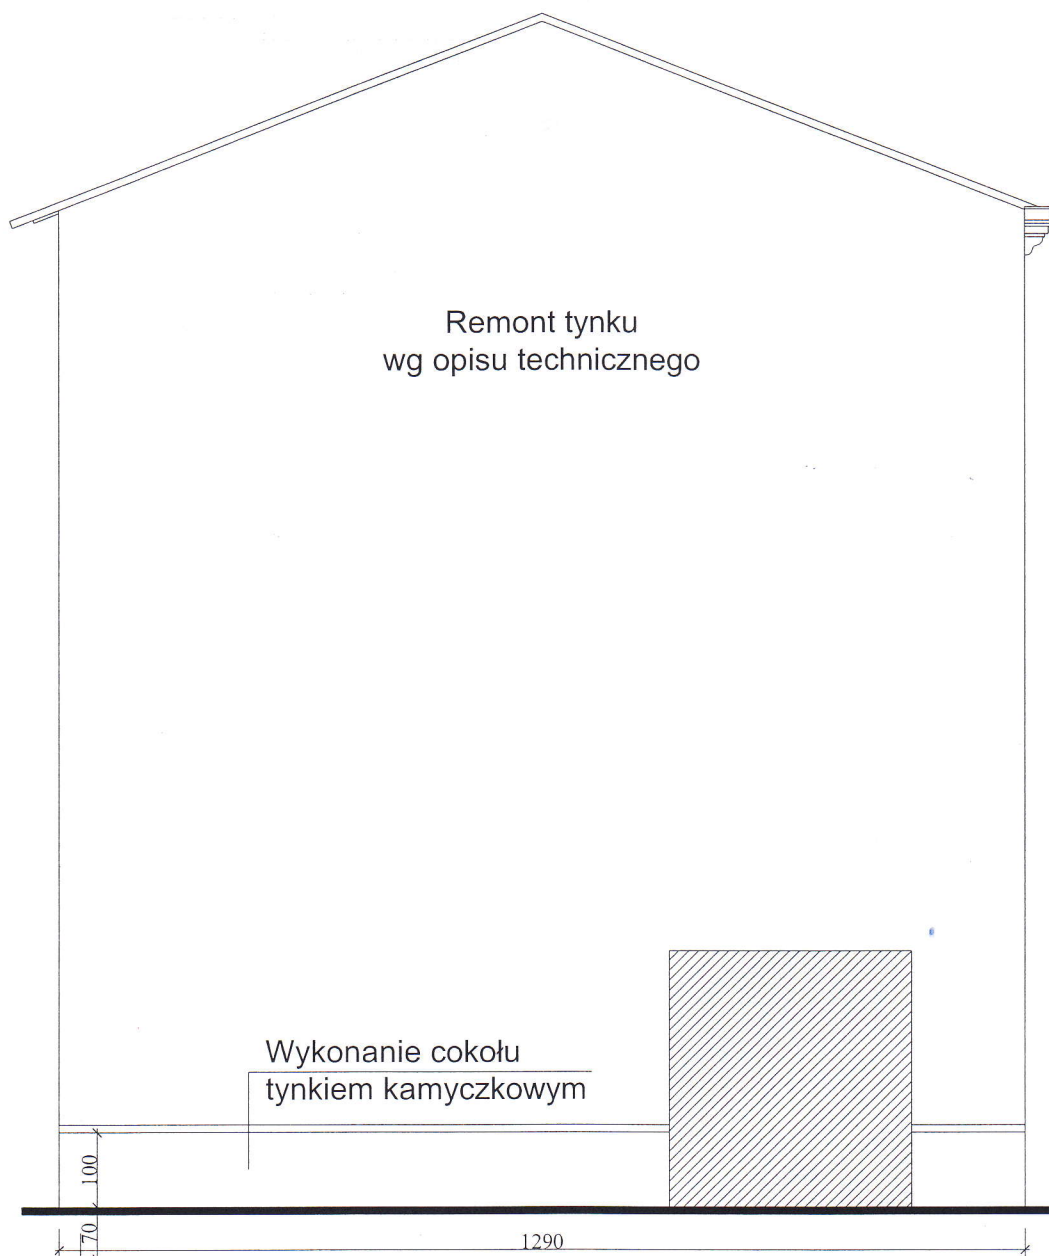 Remont tynku
wg opisu technicznego
Wykonanie cokołu
tynkiem kamyczkowym
100
70
1290